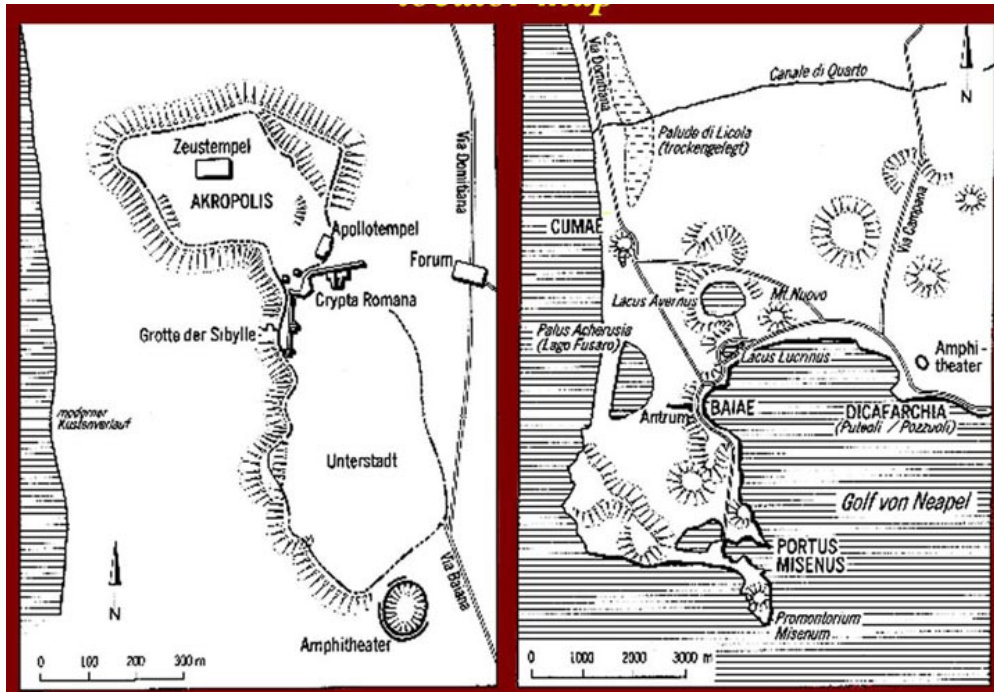 locator map
Zeustempel
AKROPOLIS
Apollotempel
Via Domitiana
Forum
Crypta Romana
Grotte der Sibylle
moderner
Küstenverlauf
Unterstadt
N
Via Baiana
Amphitheater
0 100 200 300 m
Via Domitiana
Canale di Quarto
N
Palude di Licola
(trockengelegt)
CUMAE
Via Campana
Lacus Avernus
Mt. Nuovo
Palus Acherusia
(Lago Fusaro)
Lacus Lucrinus
Amphi-
theater
Antrum
BAIAE
DICAFARCHIA
(Puteoli / Pozzuoli)
Golf von Neapel
PORTUS
MISENUS
Promontorium
Misenum
0 1000 2000 3000 m